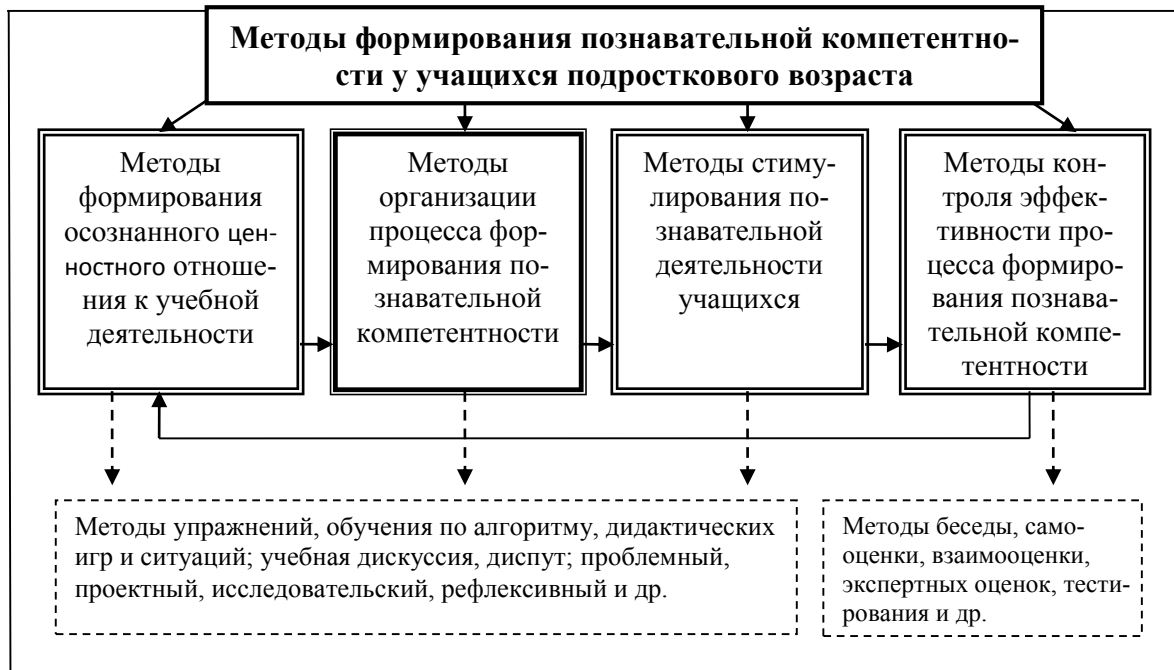 Методы формирования познавательной компетентно-
сти у учащихся подросткового возраста
Методы
формирования
осознанного цен-
ностного отноше-
ния к учебной
деятельности
Методы
организации
процесса фор-
мирования по-
знавательной
компетентности
Методы стиму-
лирования по-
знавательной
деятельности
учащихся
Методы кон-
троля эффек-
тивности про-
цесса формиро-
вания познава-
тельной компе-
тентности
Методы упражнений, обучения по алгоритму, дидактических
игр и ситуаций; учебная дискуссия, диспут; проблемный,
проектный, исследовательский, рефлексивный и др.
Методы беседы, само-
оценки, взаимооценки,
экспертных оценок, тести-
рования и др.